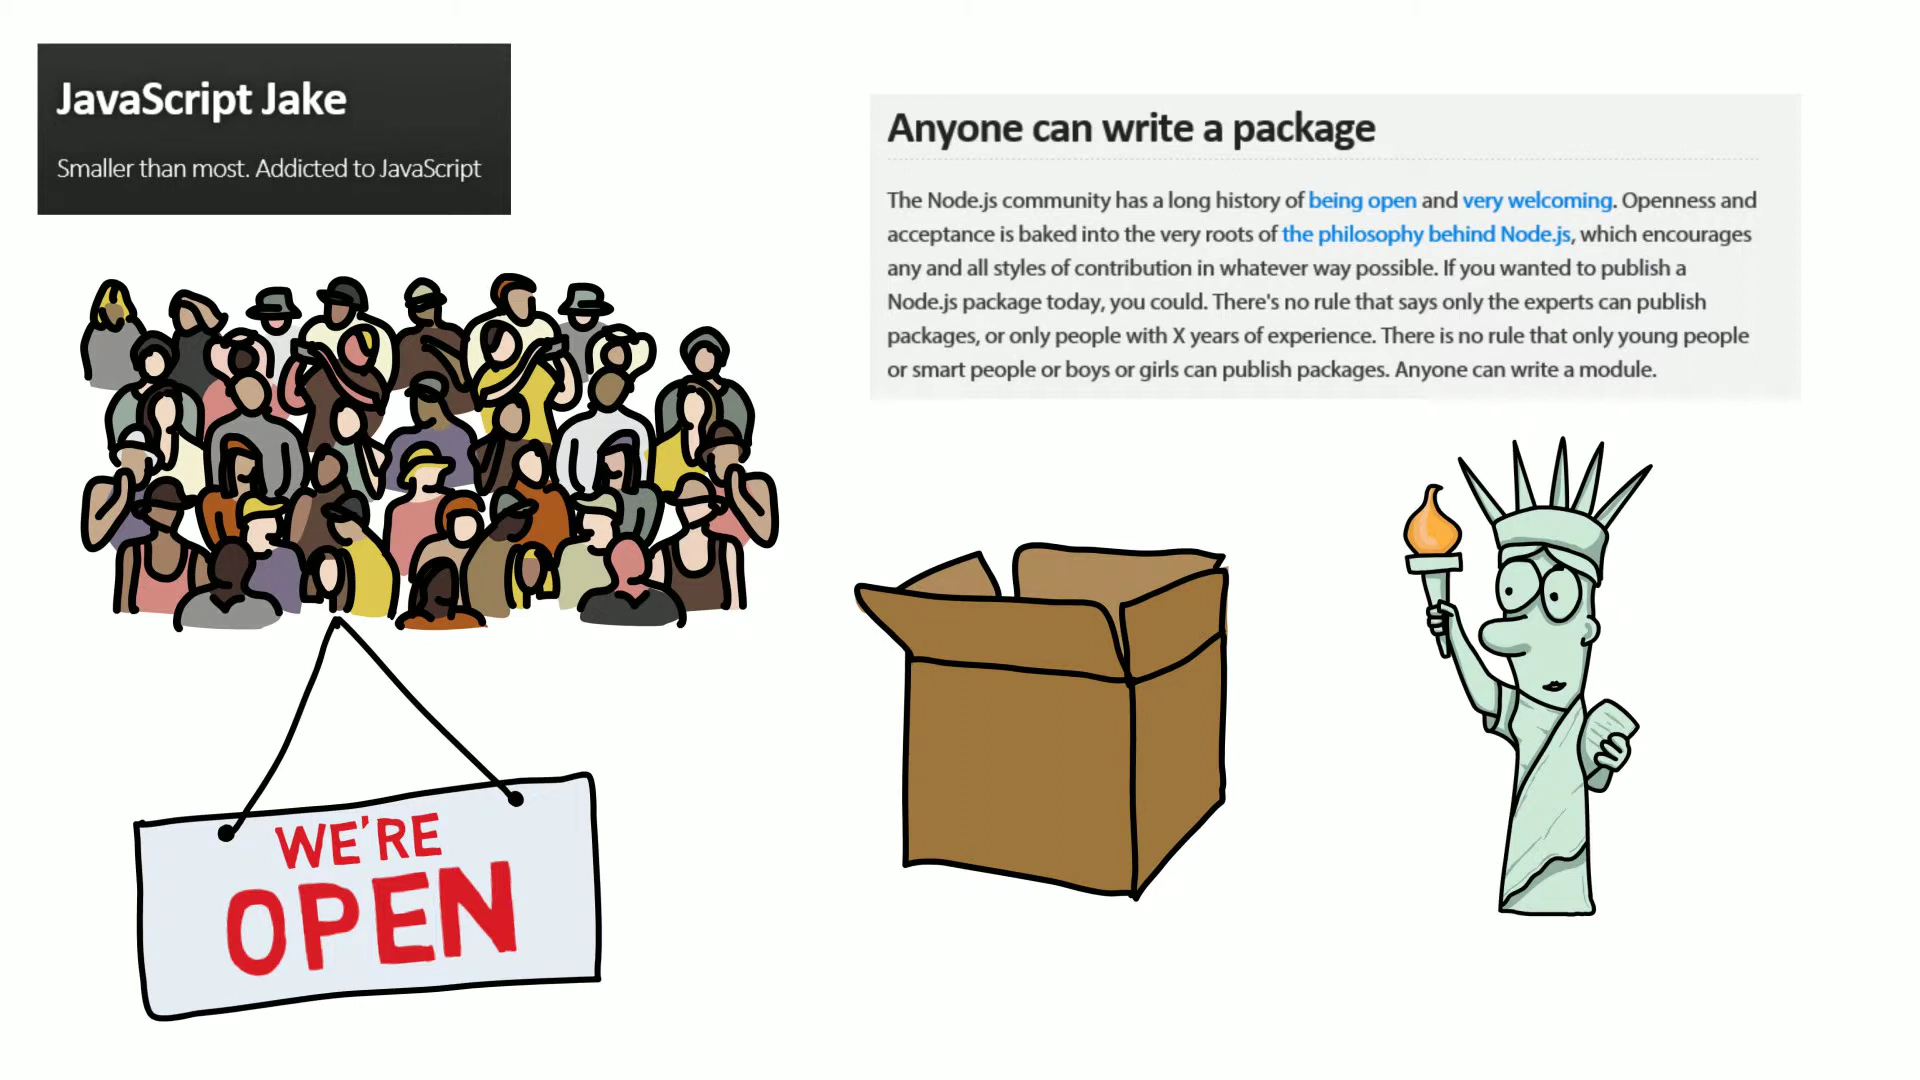 JavaScript Jake
Smaller than most. Addicted to JavaScript
Anyone can write a package
The Node.js community has a long history of being open and very welcoming. Openness and
acceptance is baked into the very roots of the philosophy behind Node.js, which encourages
any and all styles of contribution in whatever way possible. If you wanted to publish a
Node.js package today, you could. There's no rule that says only the experts can publish
packages, or only people with X years of experience. There is no rule that only young people
or smart people or boys or girls can publish packages. Anyone can write a module.
WE'RE
OPEN